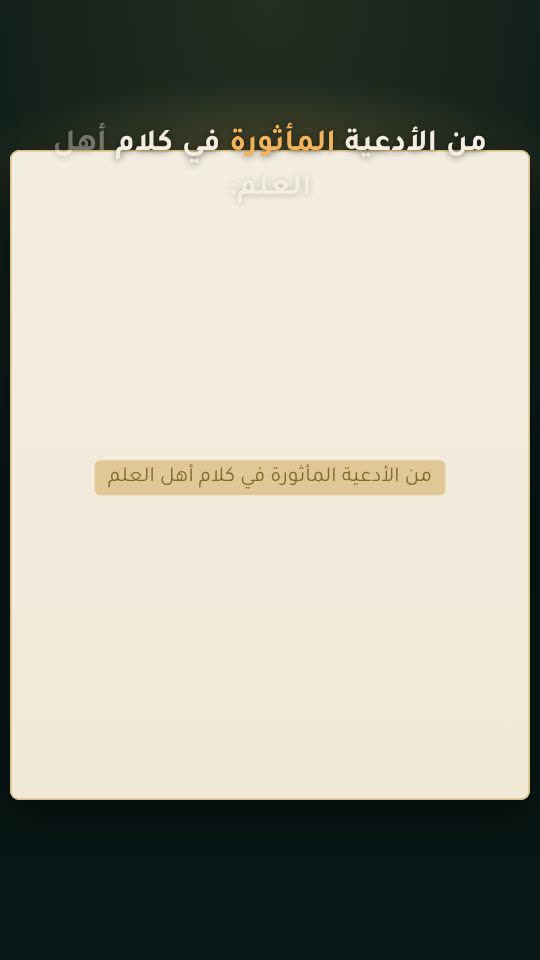 من الأدعية المأثورة في كلام أهل
العلم:
من الأدعية المأثورة في كلام أهل العلم